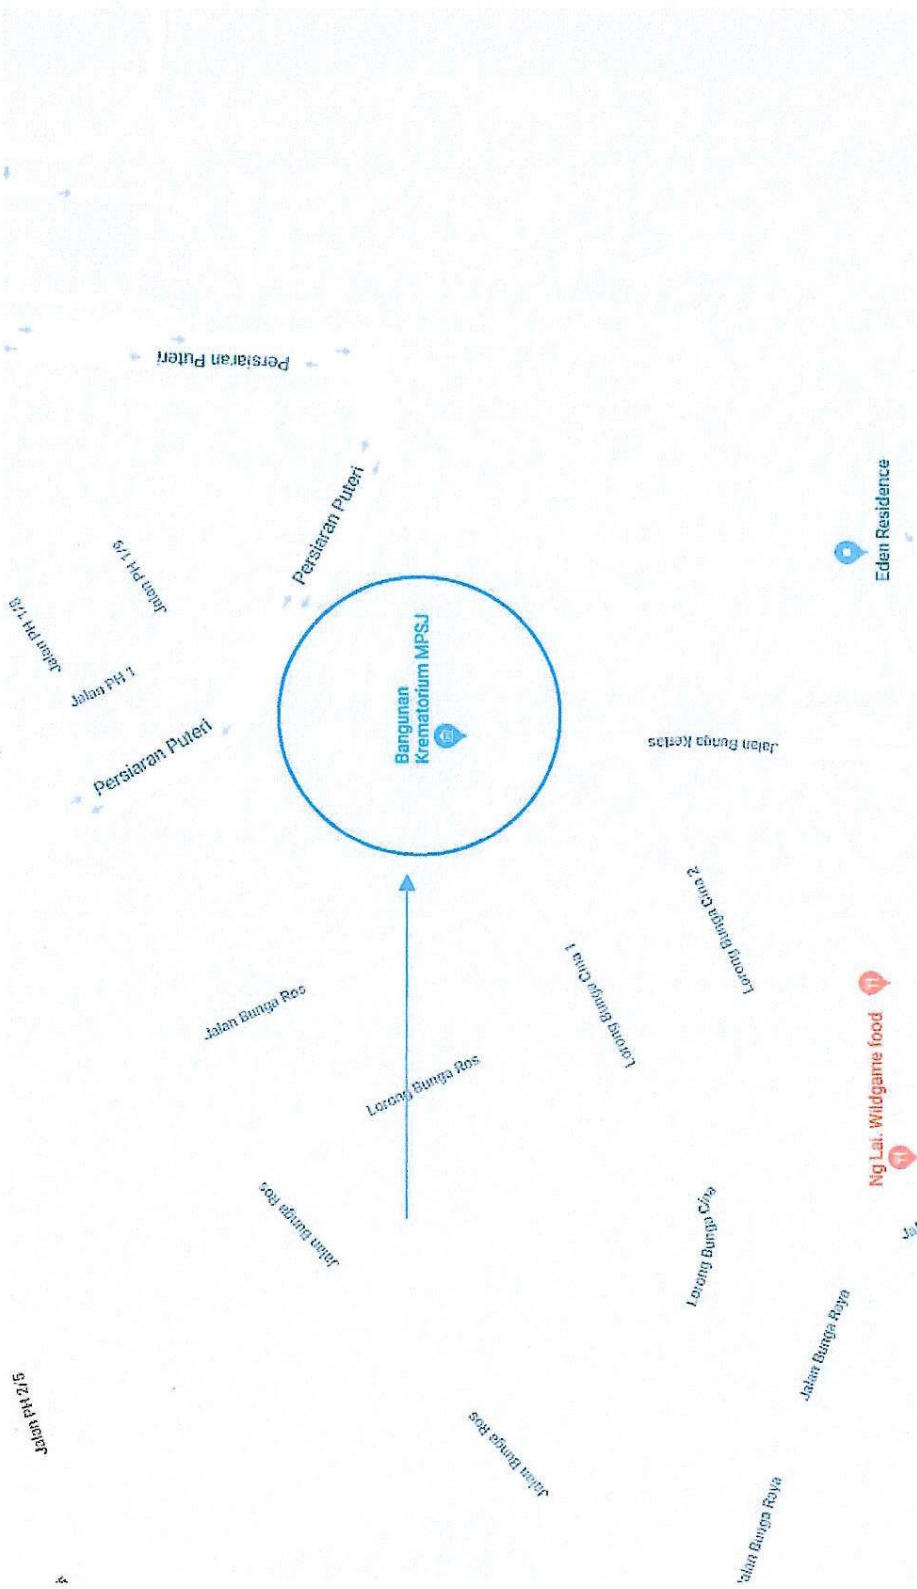 Jalan PH 2/5
Jalan PH 1/8
Jalan PH 1
Jalan PH 1/9
Persiaran Puteri
Persiaran Puteri
Jalan Bunga Ros
Jalan Bunga Ros
Persiaran Puteri
Bangunan
Krematorium MPSJ
Lorong Bunga Ros
Jalan Bunga Ros
Lorong Bunga Cina 1
Lorong Bunga Cina
Jalan Bunga Kertas
Lorong Bunga Cina 2
Jalan Bunga Raya
Jalan Bunga Raya
Ng Lai. Wildgame food
Eden Residence